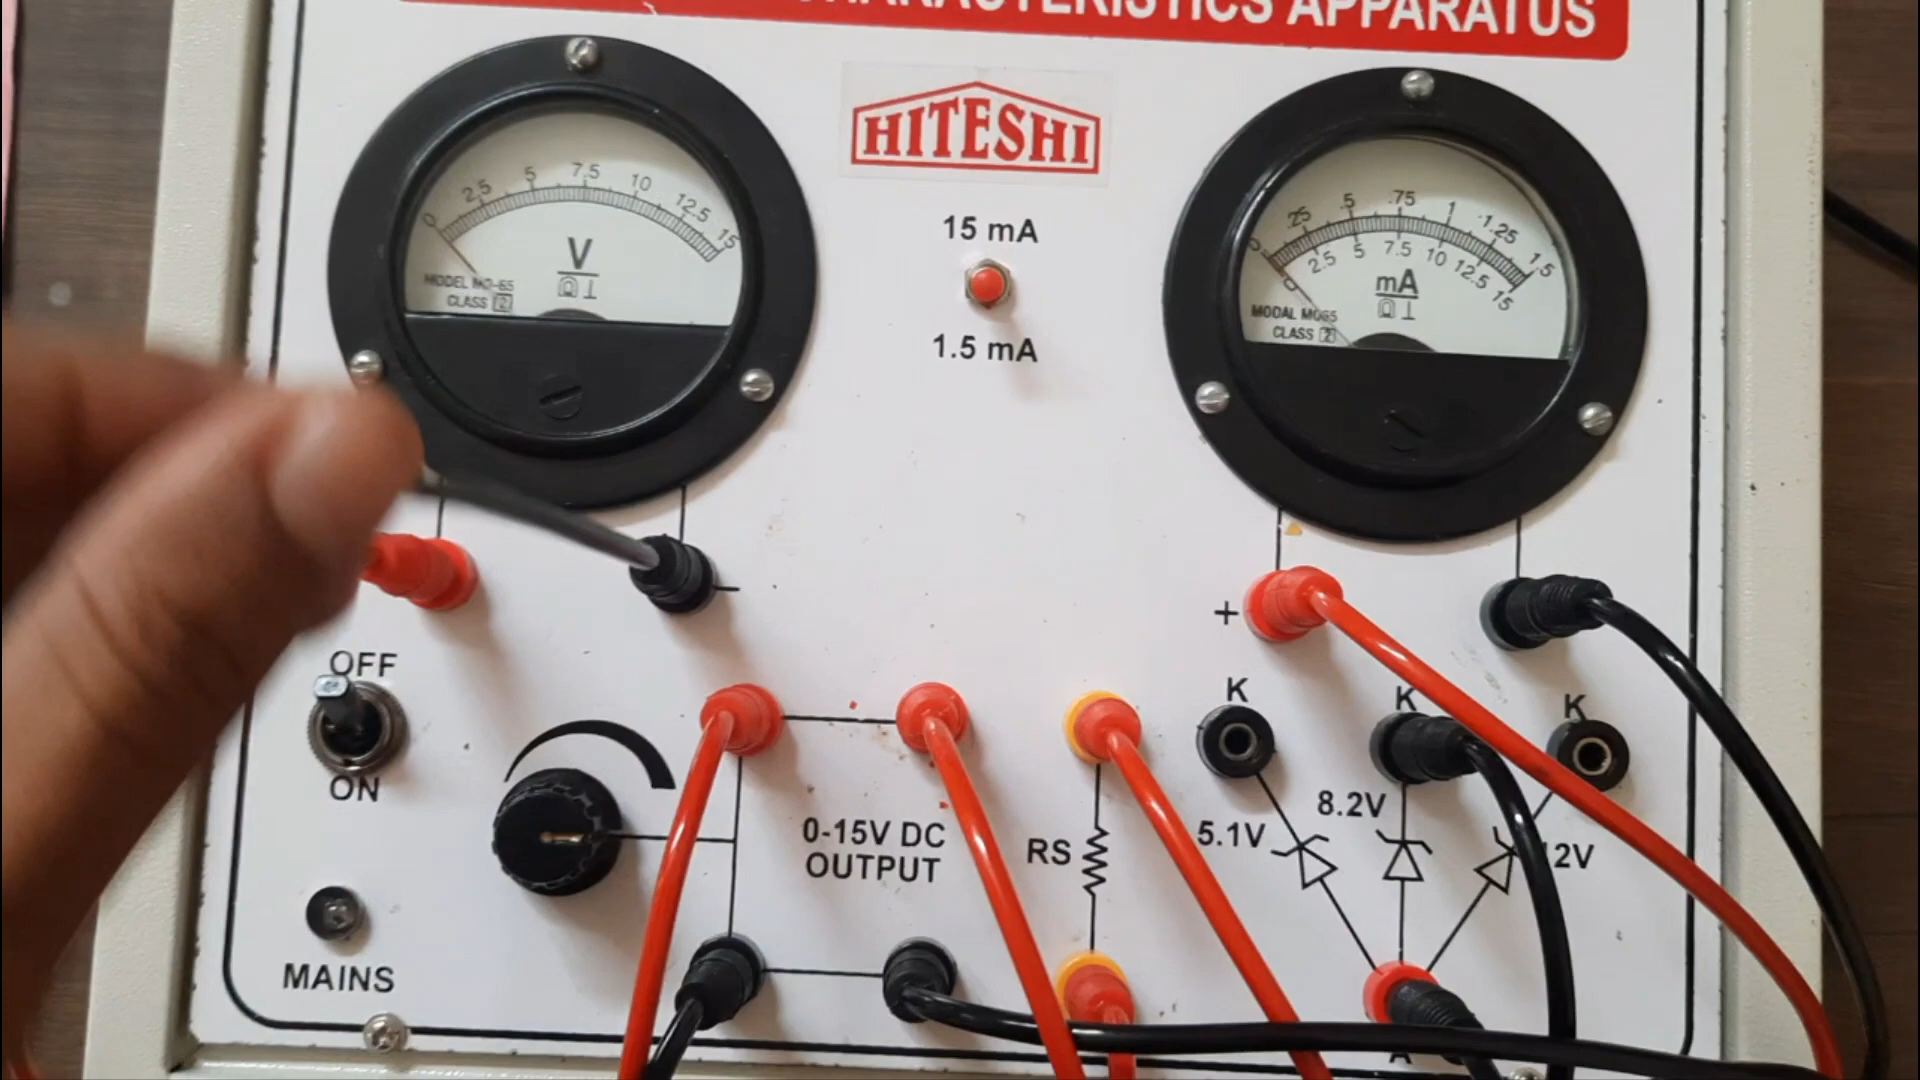 CHARACTERISTICS APPARATUS
HITESHI
0 2.5 5 7.5 10 12.5 15
V
MODEL MO-65
CLASS 2
15 mA
1.5 mA
0 .25 .5 .75 1 1.25 1.5
0 2.5 5 7.5 10 12.5 15
mA
MODAL MO65
CLASS 2
−
+
OFF
ON
MAINS
0-15V DC
OUTPUT
RS
K K K
5.1V 8.2V 12V
A